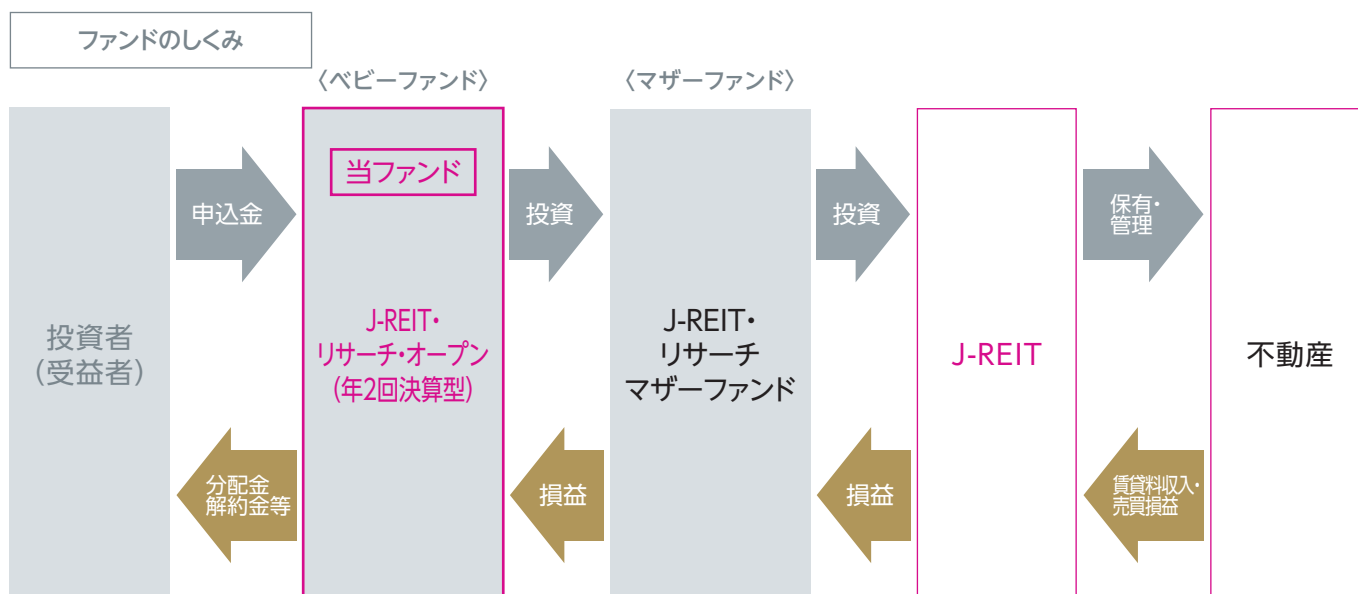 ファンドのしくみ
〈ベビーファンド〉
〈マザーファンド〉
投資者
(受益者)
申込金
分配金
解約金等
当ファンド
J-REIT・
リサーチ・オープン
(年2回決算型)
投資
損益
J-REIT・
リサーチ
マザーファンド
投資
損益
J-REIT
保有・
管理
賃貸料収入・
売買損益
不動産